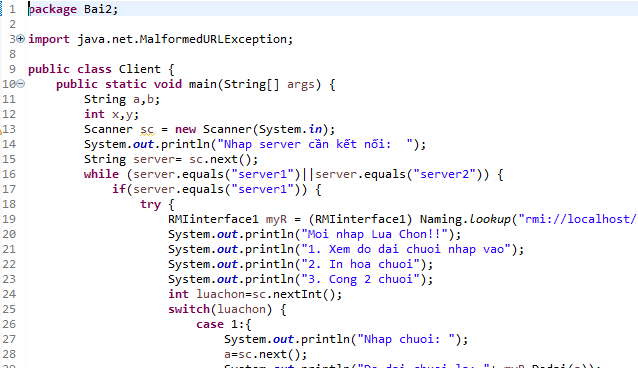 1 package Bai2;
2
3 import java.net.MalformedURLException;
8
9 public class Client {
10 public static void main(String[] args) {
11 String a,b;
12 int x,y;
13 Scanner sc = new Scanner(System.in);
14 System.out.println("Nhap server cần kết nối:  ");
15 String server= sc.next();
16 while (server.equals("server1")||server.equals("server2")) {
17 if(server.equals("server1")) {
18 try {
19 RMIinterface1 myR = (RMIinterface1) Naming.lookup("rmi://localhost/
20 System.out.println("Moi nhap Lua Chon!!");
21 System.out.println("1. Xem do dai chuoi nhap vao");
22 System.out.println("2. In hoa chuoi");
23 System.out.println("3. Cong 2 chuoi");
24 int luachon=sc.nextInt();
25 switch(luachon) {
26 case 1:{
27 System.out.println("Nhap chuoi: ");
28 a=sc.next();